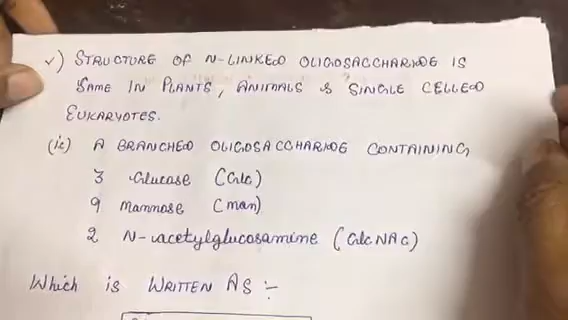 v) STRUCTURE OF N-LINKED OLIGOSACCHARIDE IS
SAME IN PLANTS, ANIMALS & SINGLE CELLED
EUKARYOTES.
(ie) A BRANCHED OLIGOSACCHARIDE CONTAINING
3 Glucose (Glc)
9 mannose (man)
2 N-acetylglucosamine (GlcNAc)
Which is WRITTEN AS :-